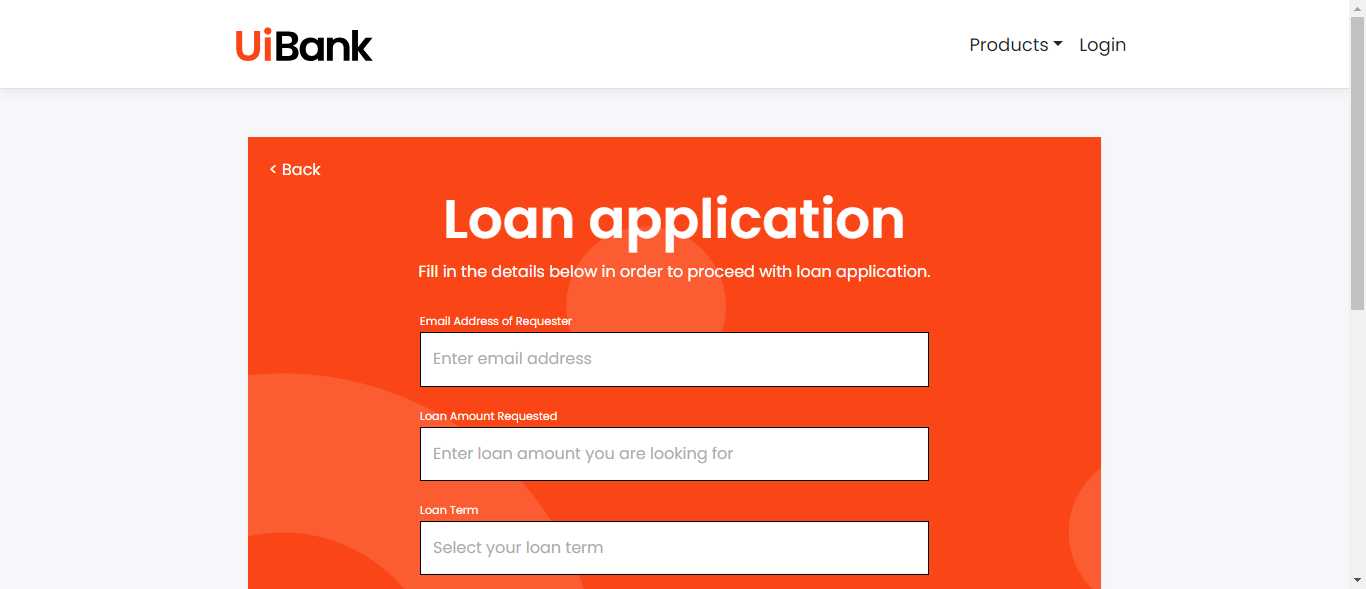 UiBank
Products
Login
< Back
Loan application
Fill in the details below in order to proceed with loan application.
Email Address of Requester
Enter email address
Loan Amount Requested
Enter loan amount you are looking for
Loan Term
Select your loan term